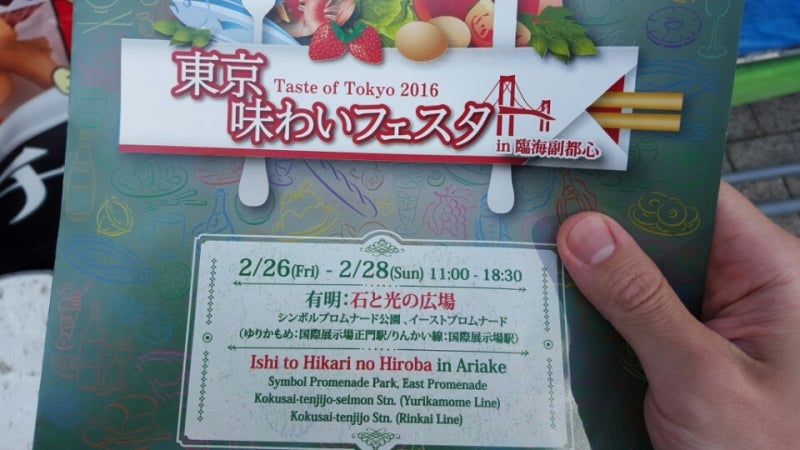 東京
Taste of Tokyo 2016
味わいフェスタ
in 臨海副都心
2/26(Fri) - 2/28(Sun) 11:00 - 18:30
有明：石と光の広場
シンボルプロムナード公園、イーストプロムナード
（ゆりかもめ：国際展示場正門駅/りんかい線：国際展示場駅）
Ishi to Hikari no Hiroba in Ariake
Symbol Promenade Park, East Promenade
Kokusai-tenjijo-seimon Stn. (Yurikamome Line)
Kokusai-tenjijo Stn. (Rinkai Line)
チ